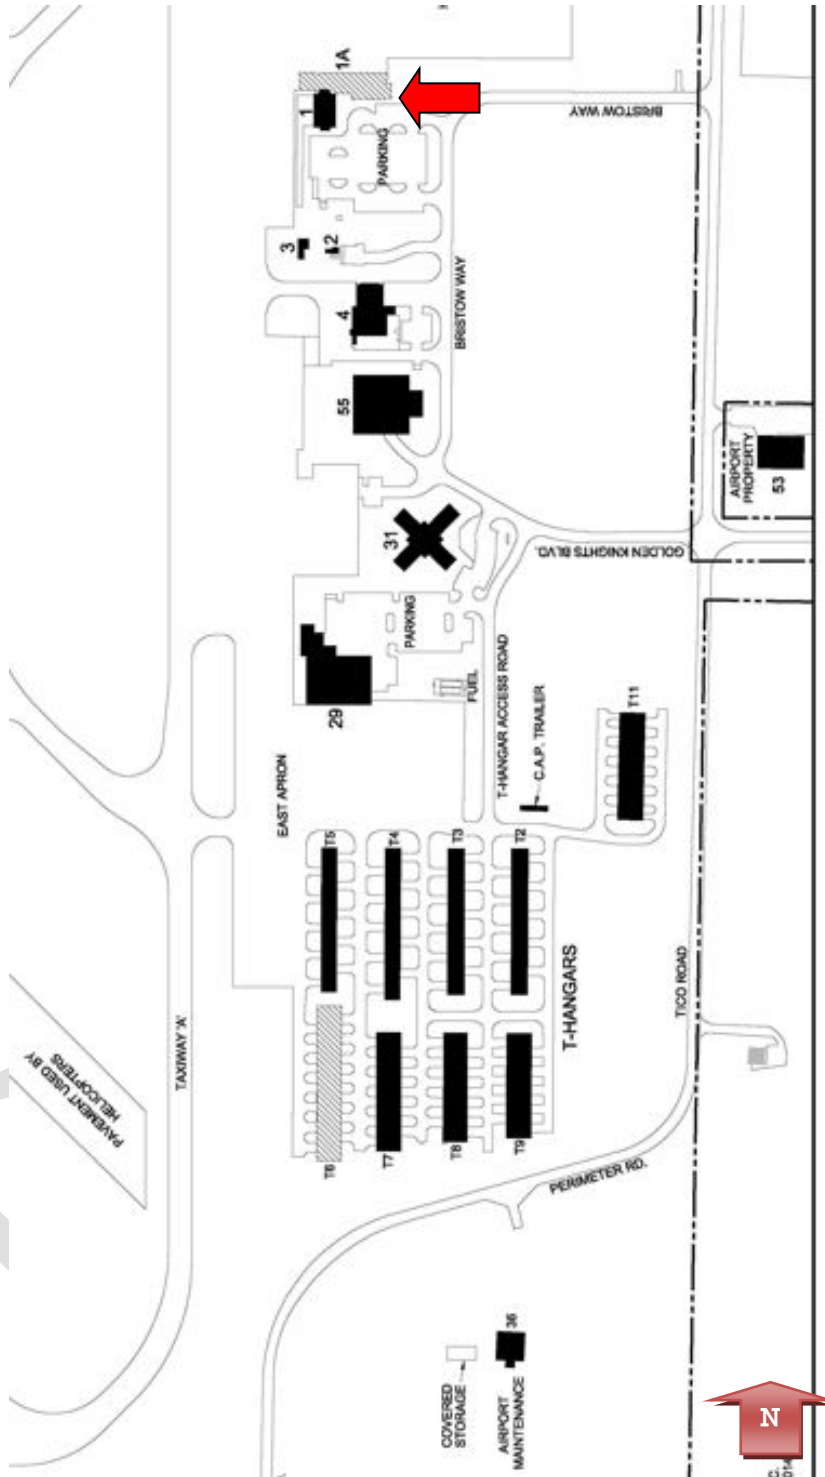 1A
1
PARKING
BRISTOW WAY
3
2
BRISTOW WAY
4
55
AIRPORT
PROPERTY
53
31
GOLDEN KNIGHTS BLVD.
PARKING
FUEL
29
T-HANGAR ACCESS ROAD
C.A.P. TRAILER
T11
EAST APRON
T5
T4
T3
T2
T-HANGARS
TICO ROAD
TAXIWAY 'A'
PAVEMENT USED BY
HELICOPTERS
T6
T7
T8
T9
PERIMETER RD.
COVERED
STORAGE
36
AIRPORT
MAINTENANCE
N